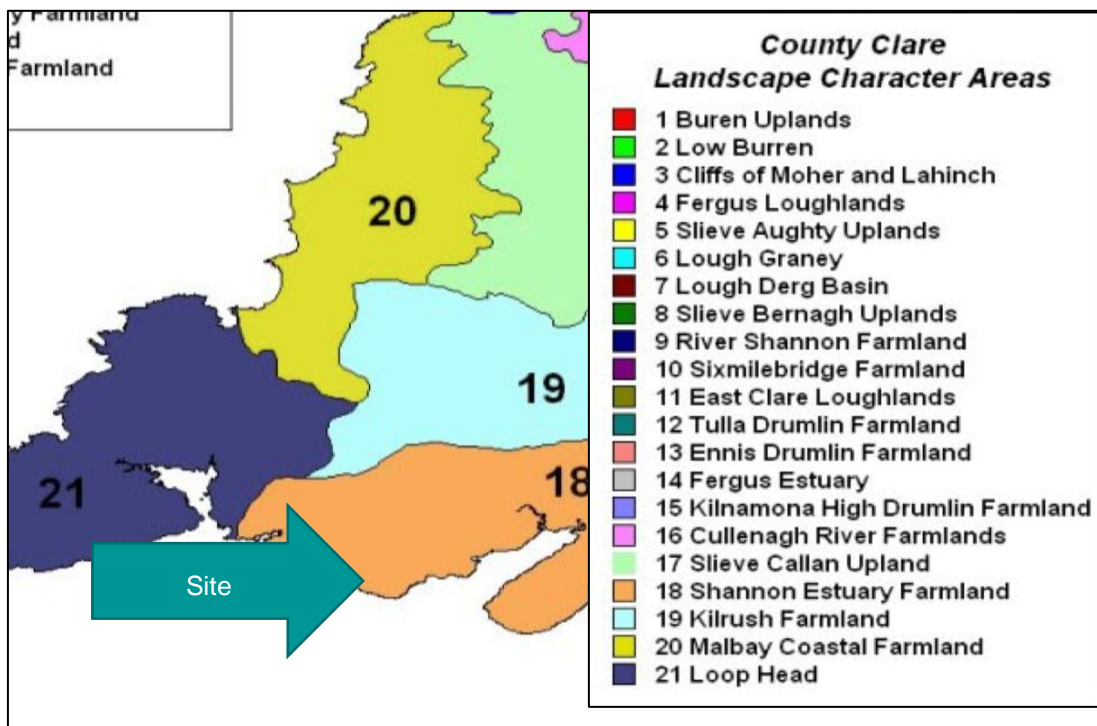 y Farmland
d
Farmland
20
19
18
21
Site
County Clare
Landscape Character Areas
1 Buren Uplands
2 Low Burren
3 Cliffs of Moher and Lahinch
4 Fergus Loughlands
5 Slieve Aughty Uplands
6 Lough Graney
7 Lough Derg Basin
8 Slieve Bernagh Uplands
9 River Shannon Farmland
10 Sixmilebridge Farmland
11 East Clare Loughlands
12 Tulla Drumlin Farmland
13 Ennis Drumlin Farmland
14 Fergus Estuary
15 Kilnamona High Drumlin Farmland
16 Cullenagh River Farmlands
17 Slieve Callan Upland
18 Shannon Estuary Farmland
19 Kilrush Farmland
20 Malbay Coastal Farmland
21 Loop Head